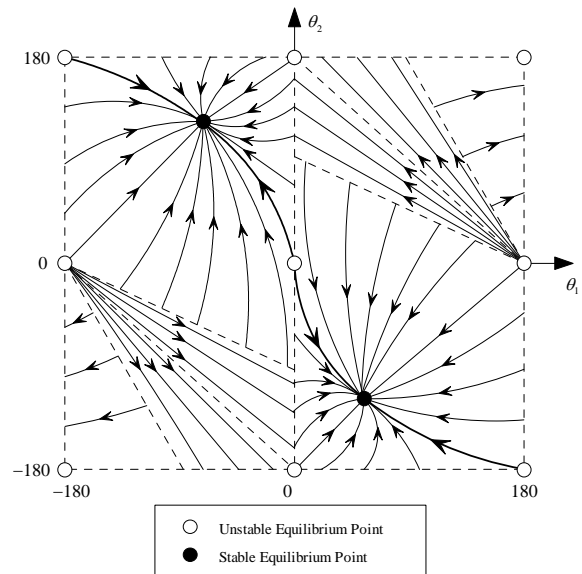 θ₂
180
0
θ₁
−180
−180
0
180
Unstable Equilibrium Point
Stable Equilibrium Point